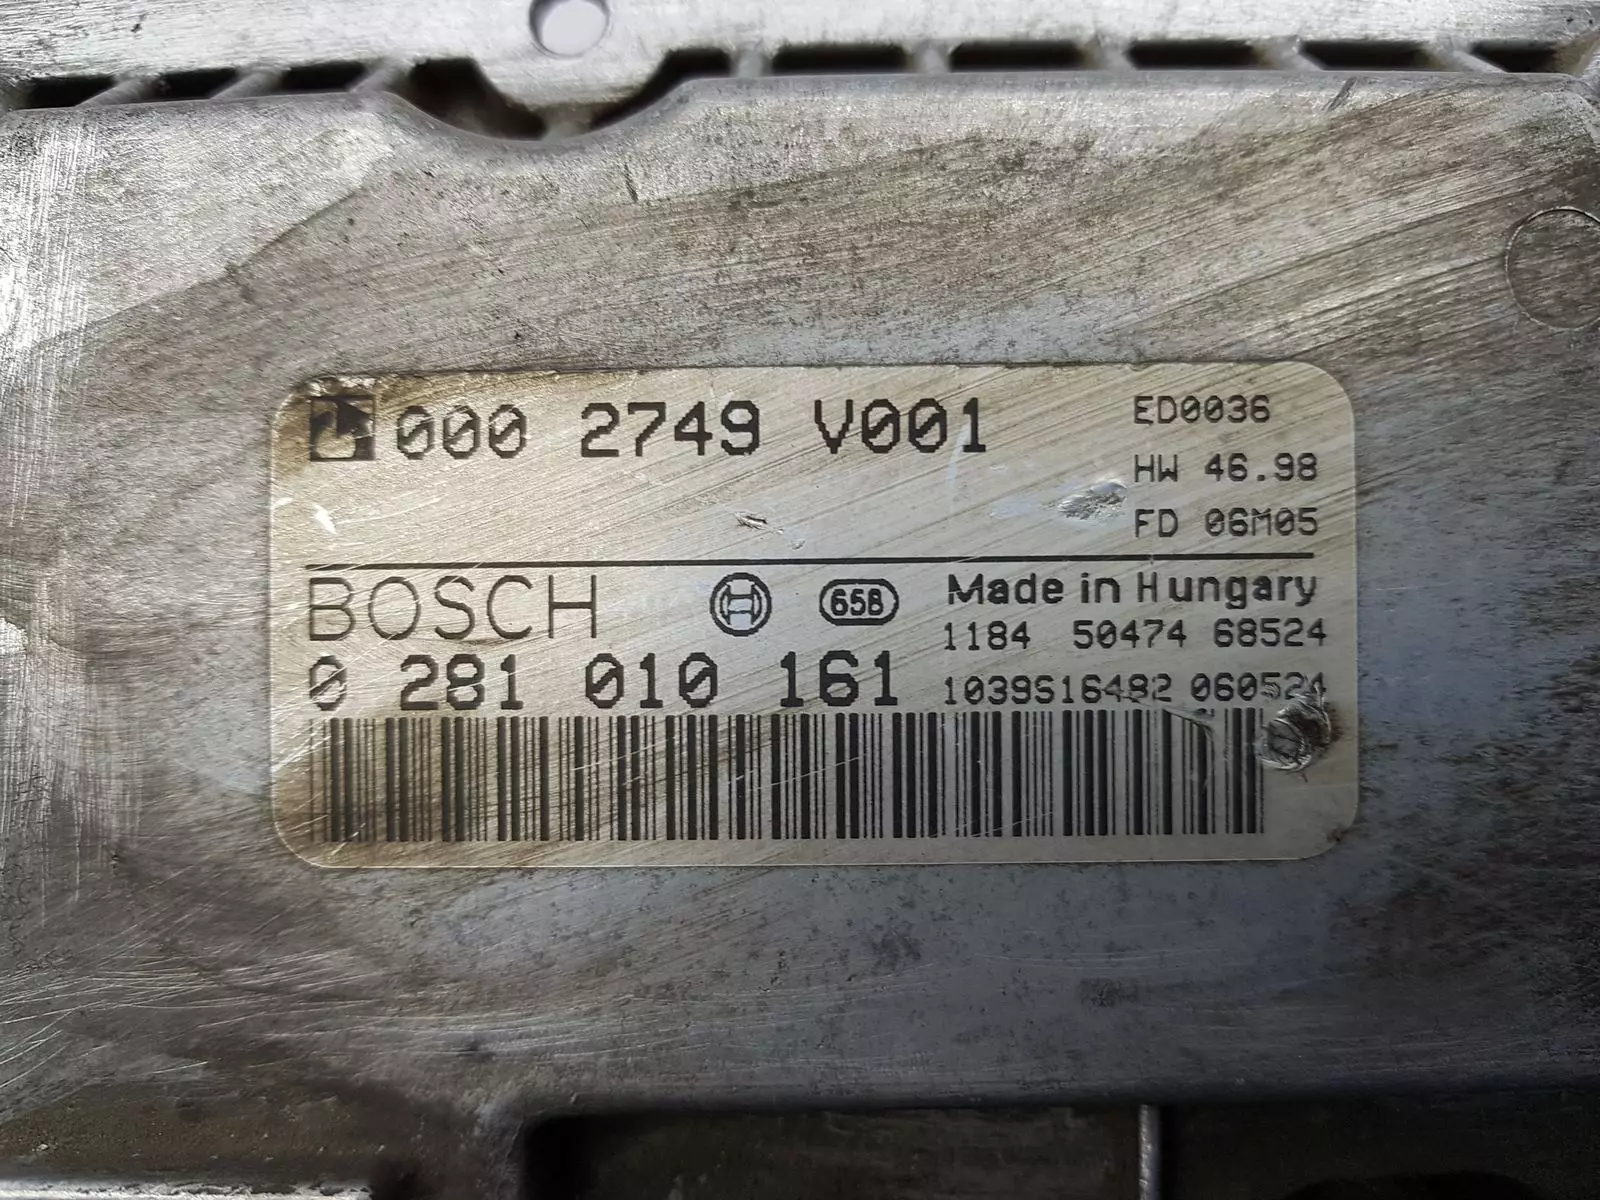 000 2749 V001
ED0036
HW 46.98
FD 06M05
BOSCH
65B
Made in Hungary
0 281 010 161
1184 50474 68524
1039S16482 060524